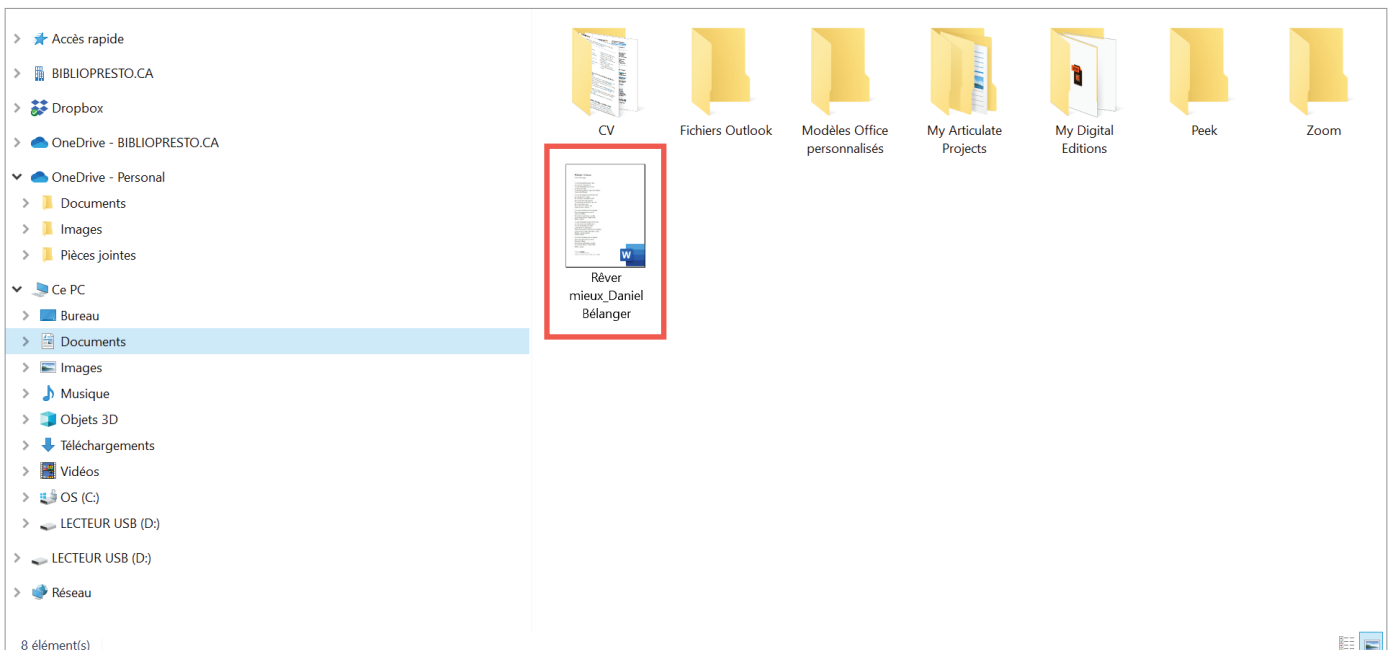 Accès rapide
BIBLIOPRESTO.CA
Dropbox
OneDrive - BIBLIOPRESTO.CA
OneDrive - Personal
Documents
Images
Pièces jointes
Ce PC
Bureau
Documents
Images
Musique
Objets 3D
Téléchargements
Vidéos
OS (C:)
LECTEUR USB (D:)
LECTEUR USB (D:)
Réseau
8 élément(s)
CV
Fichiers Outlook
Modèles Office
personnalisés
My Articulate
Projects
My Digital
Editions
Peek
Zoom
W
Rêver
mieux_Daniel
Bélanger